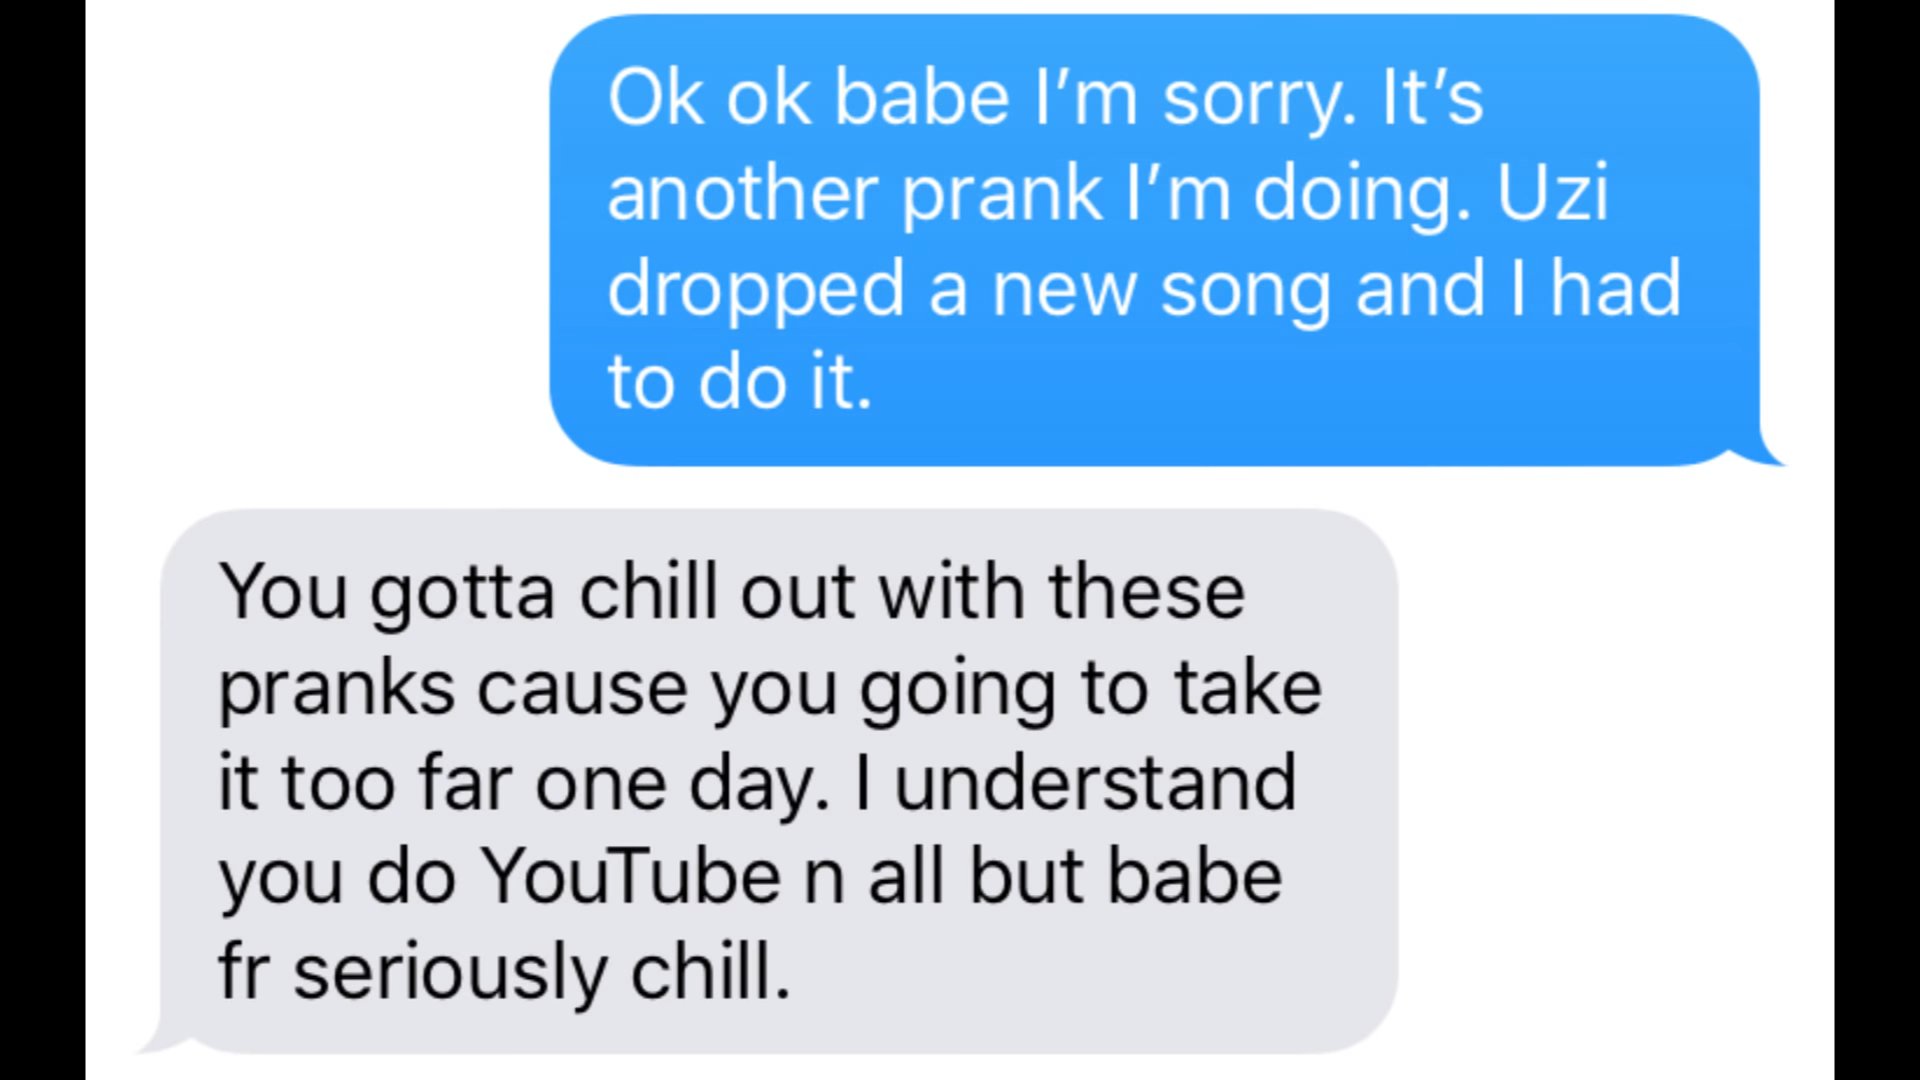 Ok ok babe I’m sorry. It’s
another prank I’m doing. Uzi
dropped a new song and I had
to do it.
You gotta chill out with these
pranks cause you going to take
it too far one day. I understand
you do YouTube n all but babe
fr seriously chill.